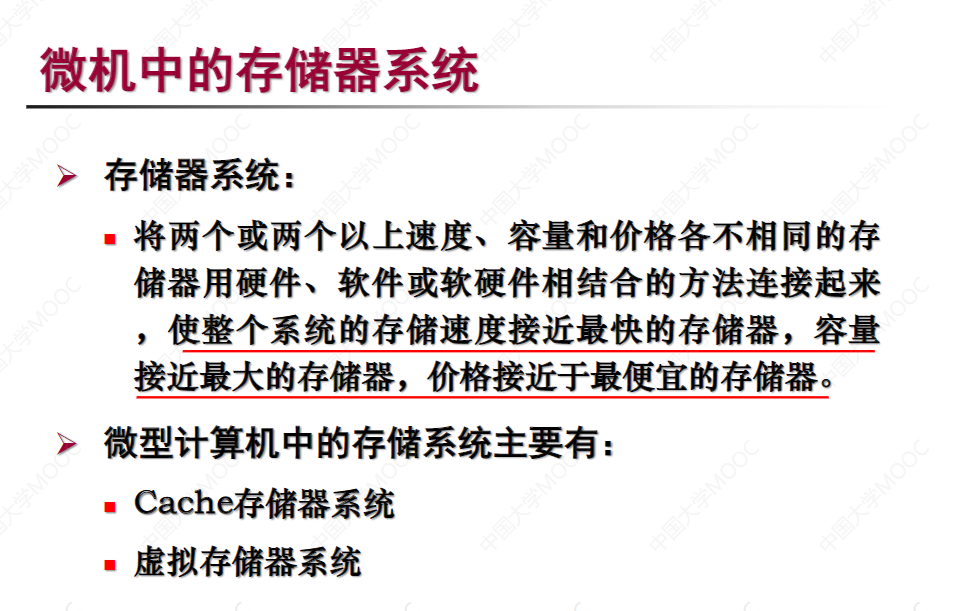 微机中的存储器系统
存储器系统：
将两个或两个以上速度、容量和价格各不相同的存
储器用硬件、软件或软硬件相结合的方法连接起来
，使整个系统的存储速度接近最快的存储器，容量
接近最大的存储器，价格接近于最便宜的存储器。
微型计算机中的存储系统主要有：
Cache存储器系统
虚拟存储器系统
中国大学MOOC